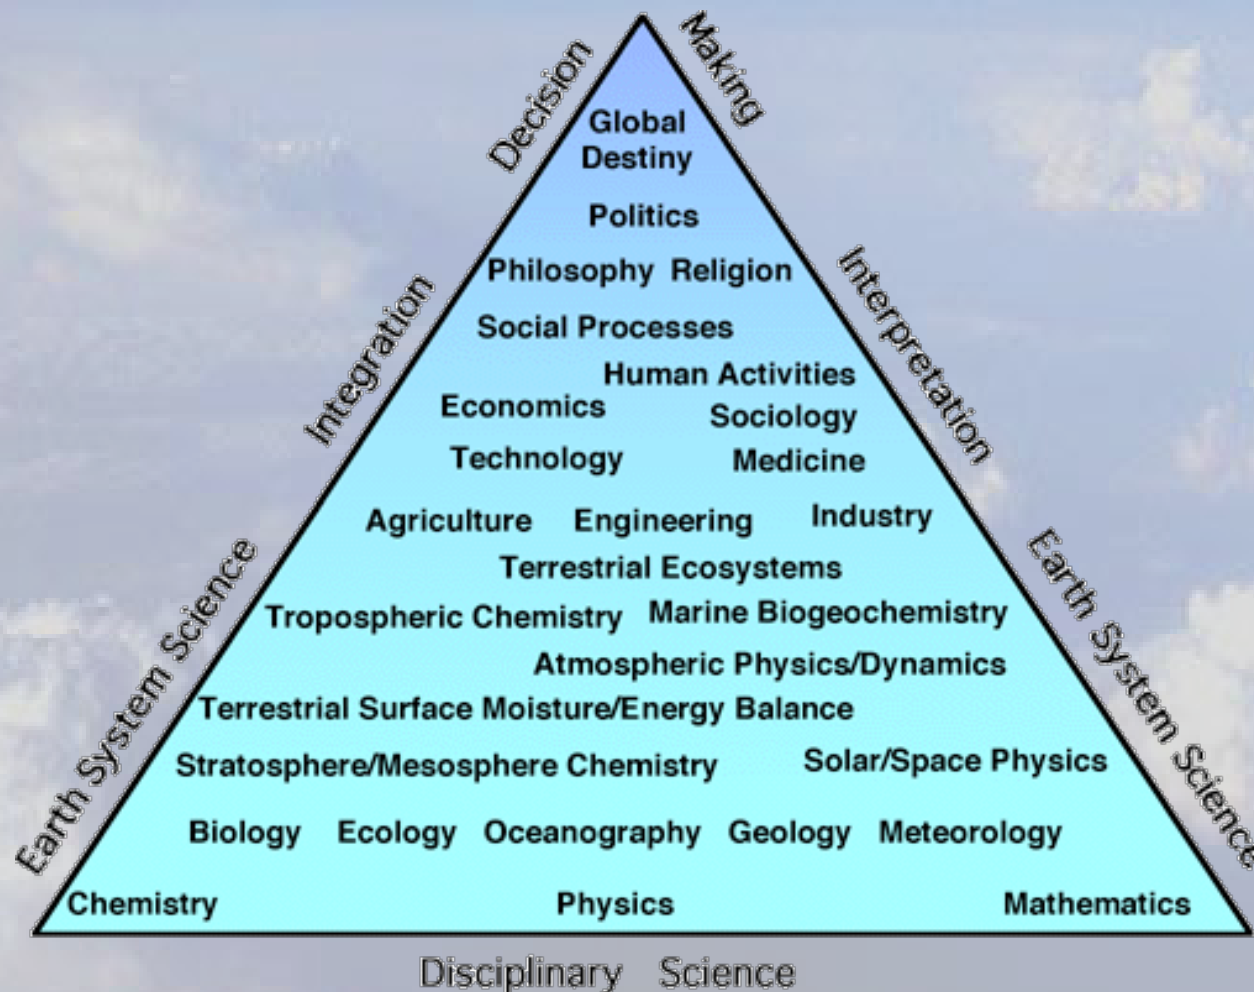 Decision Making
Global
Destiny
Politics
Philosophy Religion
Integration
Interpretation
Social Processes
Human Activities
Economics
Sociology
Technology
Medicine
Agriculture Engineering Industry
Terrestrial Ecosystems
Earth System Science
Earth System Science
Tropospheric Chemistry Marine Biogeochemistry
Atmospheric Physics/Dynamics
Terrestrial Surface Moisture/Energy Balance
Stratosphere/Mesosphere Chemistry Solar/Space Physics
Biology Ecology Oceanography Geology Meteorology
Chemistry Physics Mathematics
Disciplinary Science